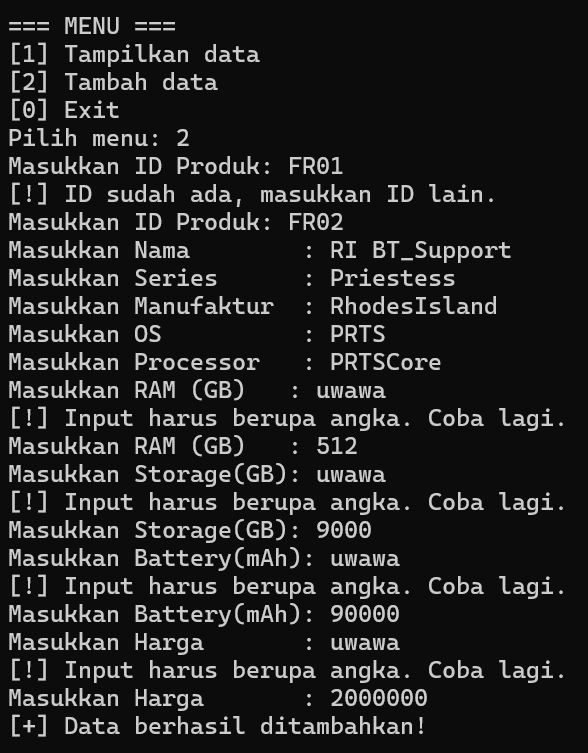 === MENU ===
[1] Tampilkan data
[2] Tambah data
[0] Exit
Pilih menu: 2
Masukkan ID Produk: FR01
[!] ID sudah ada, masukkan ID lain.
Masukkan ID Produk: FR02
Masukkan Nama        : RI BT_Support
Masukkan Series      : Priestess
Masukkan Manufaktur  : RhodesIsland
Masukkan OS          : PRTS
Masukkan Processor   : PRTSCore
Masukkan RAM (GB)   : uwawa
[!] Input harus berupa angka. Coba lagi.
Masukkan RAM (GB)   : 512
Masukkan Storage(GB): uwawa
[!] Input harus berupa angka. Coba lagi.
Masukkan Storage(GB): 9000
Masukkan Battery(mAh): uwawa
[!] Input harus berupa angka. Coba lagi.
Masukkan Battery(mAh): 90000
Masukkan Harga       : uwawa
[!] Input harus berupa angka. Coba lagi.
Masukkan Harga       : 2000000
[+] Data berhasil ditambahkan!